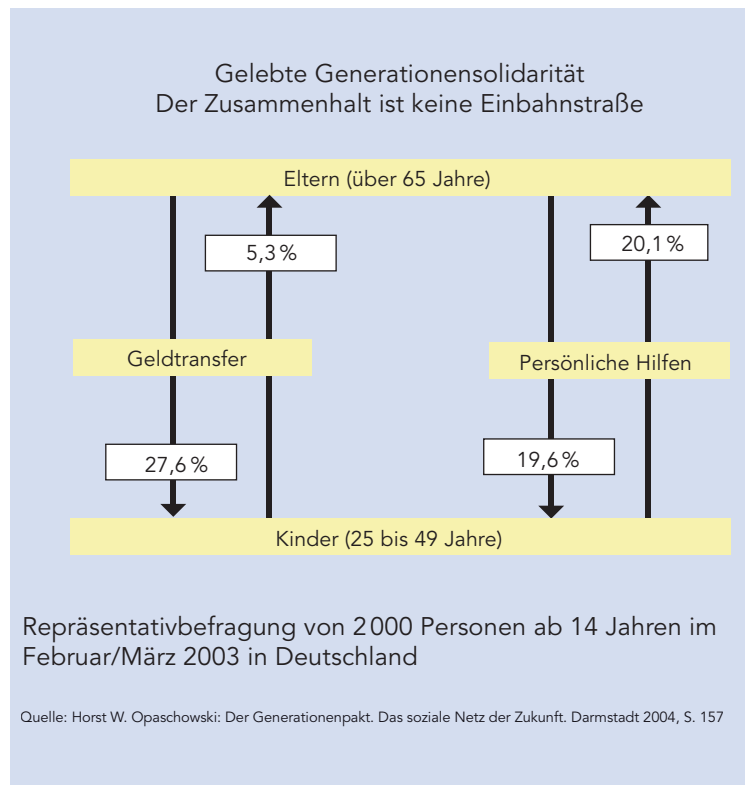 Gelebte Generationensolidarität
Der Zusammenhalt ist keine Einbahnstraße
Eltern (über 65 Jahre)
5,3 %
20,1 %
Geldtransfer
Persönliche Hilfen
27,6 %
19,6 %
Kinder (25 bis 49 Jahre)
Repräsentativbefragung von 2 000 Personen ab 14 Jahren im
Februar/März 2003 in Deutschland
Quelle: Horst W. Opaschowski: Der Generationenpakt. Das soziale Netz der Zukunft. Darmstadt 2004, S. 157